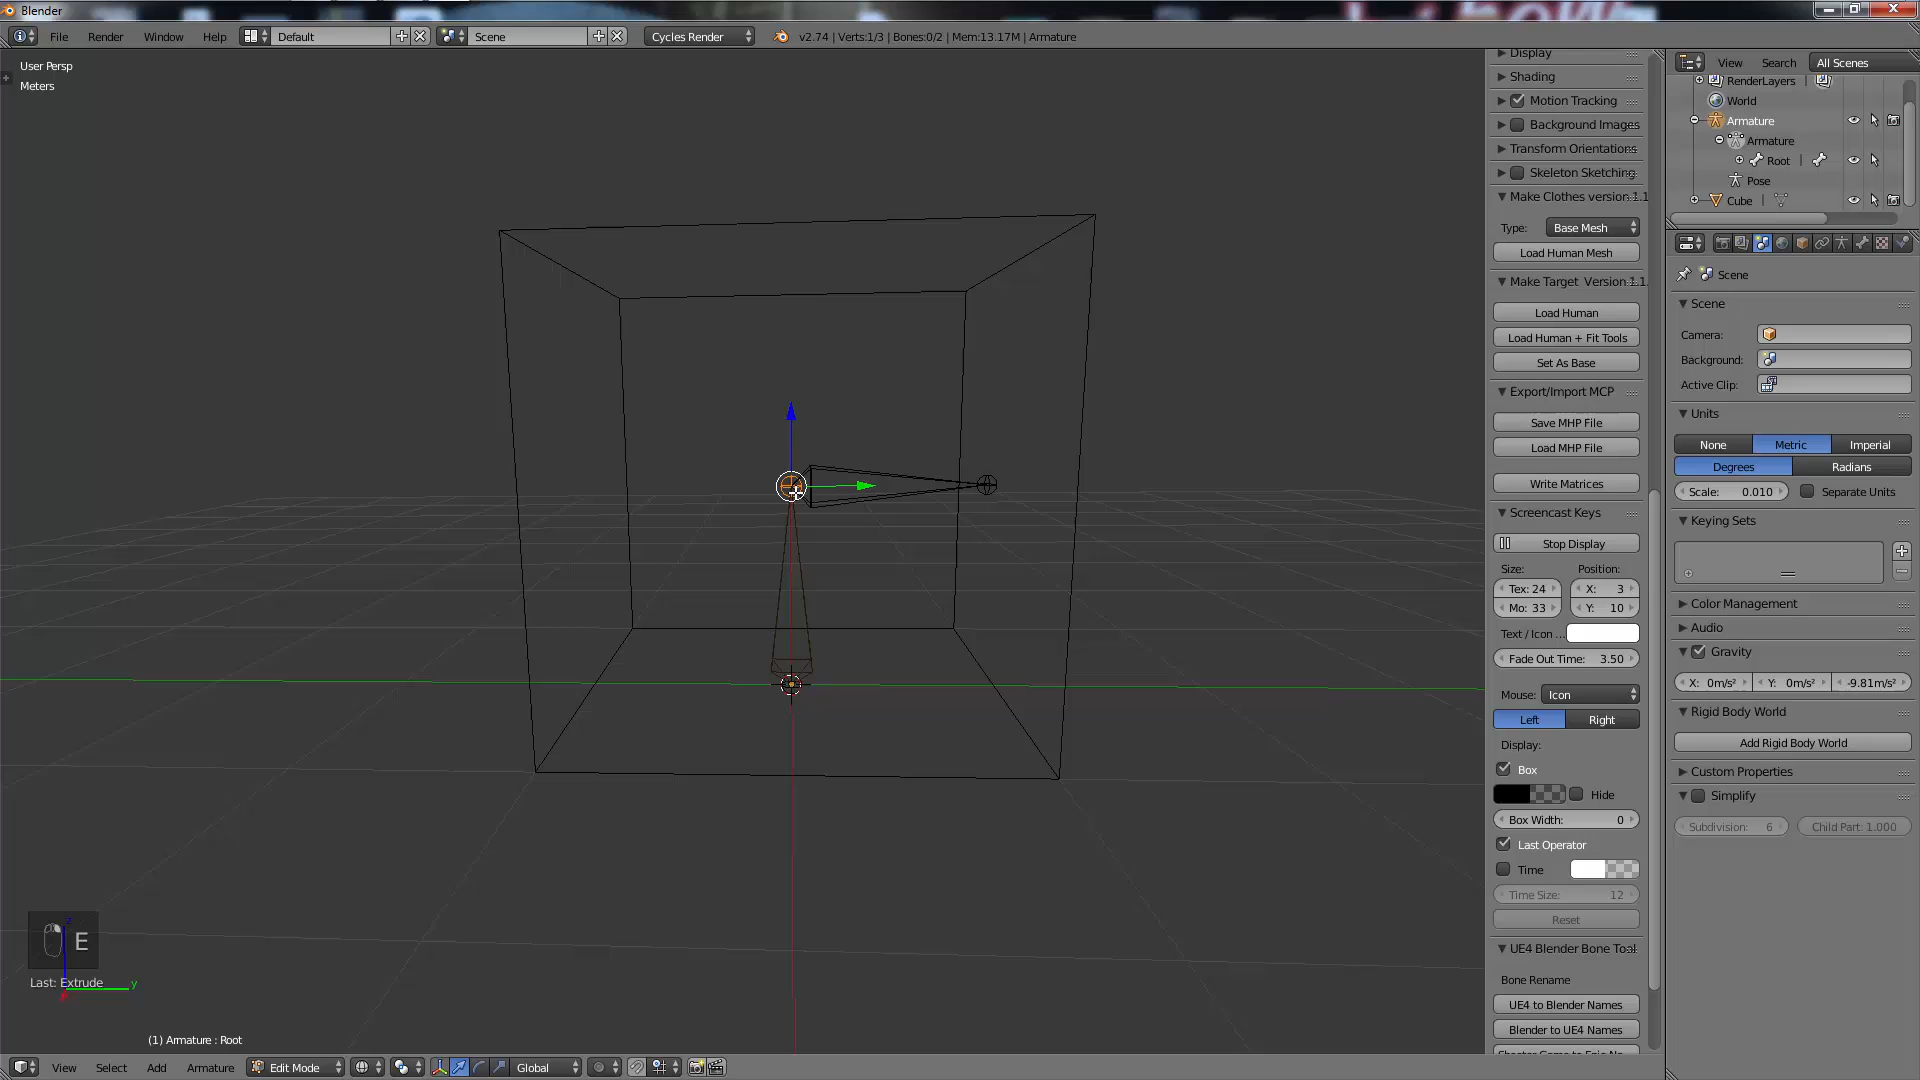 Blender
File Render Window Help Default Scene Cycles Render v2.74 | Verts:1/3 | Bones:0/2 | Mem:13.17M | Armature
User Persp
Meters
(1) Armature : Root
E
Last: Extrude
y
View Select Add Armature Edit Mode Global
Display
Shading
Motion Tracking
Background Images
Transform Orientations
Skeleton Sketching
Make Clothes version 1.1
Type: Base Mesh
Load Human Mesh
Make Target Version 1.1.
Load Human
Load Human + Fit Tools
Set As Base
Export/Import MCP
Save MHP File
Load MHP File
Write Matrices
Screencast Keys
Stop Display
Size: Position:
Tex: 24 X: 3
Mo: 33 Y: 10
Text / Icon ...
Fade Out Time: 3.50
Mouse: Icon
Left Right
Display:
Box
Hide
Box Width: 0
Last Operator
Time
Time Size: 12
Reset
UE4 Blender Bone Tool
Bone Rename
UE4 to Blender Names
Blender to UE4 Names
View Search All Scenes
RenderLayers
World
Armature
Armature
Root
Pose
Cube
Scene
Scene
Camera:
Background:
Active Clip:
Units
None Metric Imperial
Degrees Radians
Scale: 0.010 Separate Units
Keying Sets
Color Management
Audio
Gravity
X: 0m/s² Y: 0m/s² -9.81m/s²
Rigid Body World
Add Rigid Body World
Custom Properties
Simplify
Subdivision: 6 Child Part: 1.000